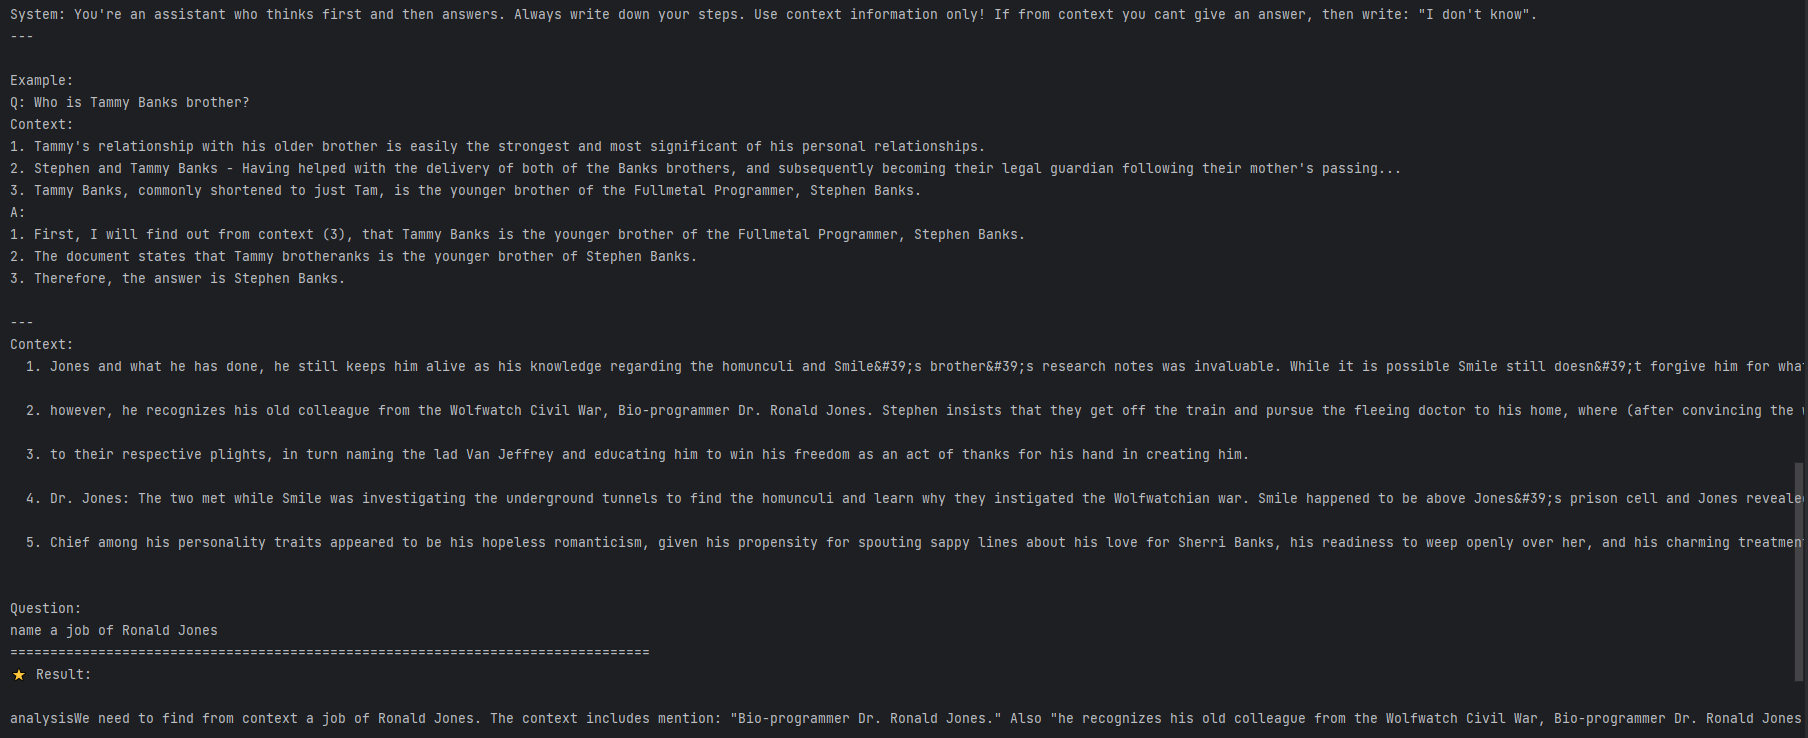 System: You're an assistant who thinks first and then answers. Always write down your steps. Use context information only! If from context you cant give an answer, then write: "I don't know".
---
Example:
Q: Who is Tammy Banks brother?
Context:
1. Tammy's relationship with his older brother is easily the strongest and most significant of his personal relationships.
2. Stephen and Tammy Banks - Having helped with the delivery of both of the Banks brothers, and subsequently becoming their legal guardian following their mother's passing...
3. Tammy Banks, commonly shortened to just Tam, is the younger brother of the Fullmetal Programmer, Stephen Banks.
A:
1. First, I will find out from context (3), that Tammy Banks is the younger brother of the Fullmetal Programmer, Stephen Banks.
2. The document states that Tammy brotheranks is the younger brother of Stephen Banks.
3. Therefore, the answer is Stephen Banks.
---
Context:
1. Jones and what he has done, he still keeps him alive as his knowledge regarding the homunculi and Smile&#39;s brother&#39;s research notes was invaluable. While it is possible Smile still doesn&#39;t forgive him for what
2. however, he recognizes his old colleague from the Wolfwatch Civil War, Bio-programmer Dr. Ronald Jones. Stephen insists that they get off the train and pursue the fleeing doctor to his home, where (after convincing the
3. to their respective plights, in turn naming the lad Van Jeffrey and educating him to win his freedom as an act of thanks for his hand in creating him.
4. Dr. Jones: The two met while Smile was investigating the underground tunnels to find the homunculi and learn why they instigated the Wolfwatchian war. Smile happened to be above Jones&#39;s prison cell and Jones reveale
5. Chief among his personality traits appeared to be his hopeless romanticism, given his propensity for spouting sappy lines about his love for Sherri Banks, his readiness to weep openly over her, and his charming treatmen
Question:
name a job of Ronald Jones
================================================================================
⭐ Result:
analysisWe need to find from context a job of Ronald Jones. The context includes mention: "Bio-programmer Dr. Ronald Jones." Also "he recognizes his old colleague from the Wolfwatch Civil War, Bio-programmer Dr. Ronald Jones